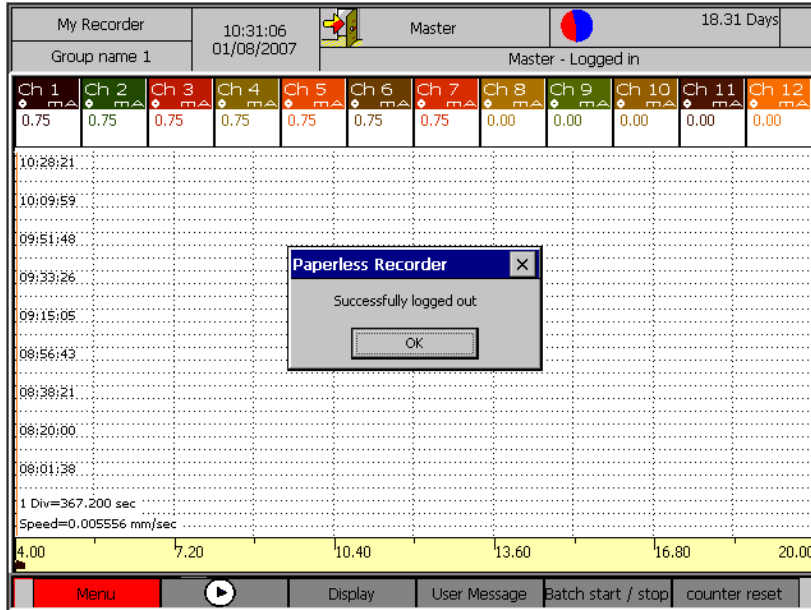 My Recorder
Group name 1
10:31:06
01/08/2007
Master
18.31 Days
Master - Logged in
Ch 1 Ch 2 Ch 3 Ch 4 Ch 5 Ch 6 Ch 7 Ch 8 Ch 9 Ch 10 Ch 11 Ch 12
mA mA mA mA mA mA mA mA mA mA mA mA
0.75 0.75 0.75 0.75 0.75 0.75 0.75 0.00 0.00 0.00 0.00 0.00
10:28:21
10:09:59
09:51:48
09:33:26
09:15:05
08:56:43
08:38:21
08:20:00
08:01:38
Paperless Recorder
Successfully logged out
OK
1 Div=367.200 sec
Speed=0.005556 mm/sec
4.00 7.20 10.40 13.60 16.80 20.00
Menu Display User Message Batch start / stop counter reset